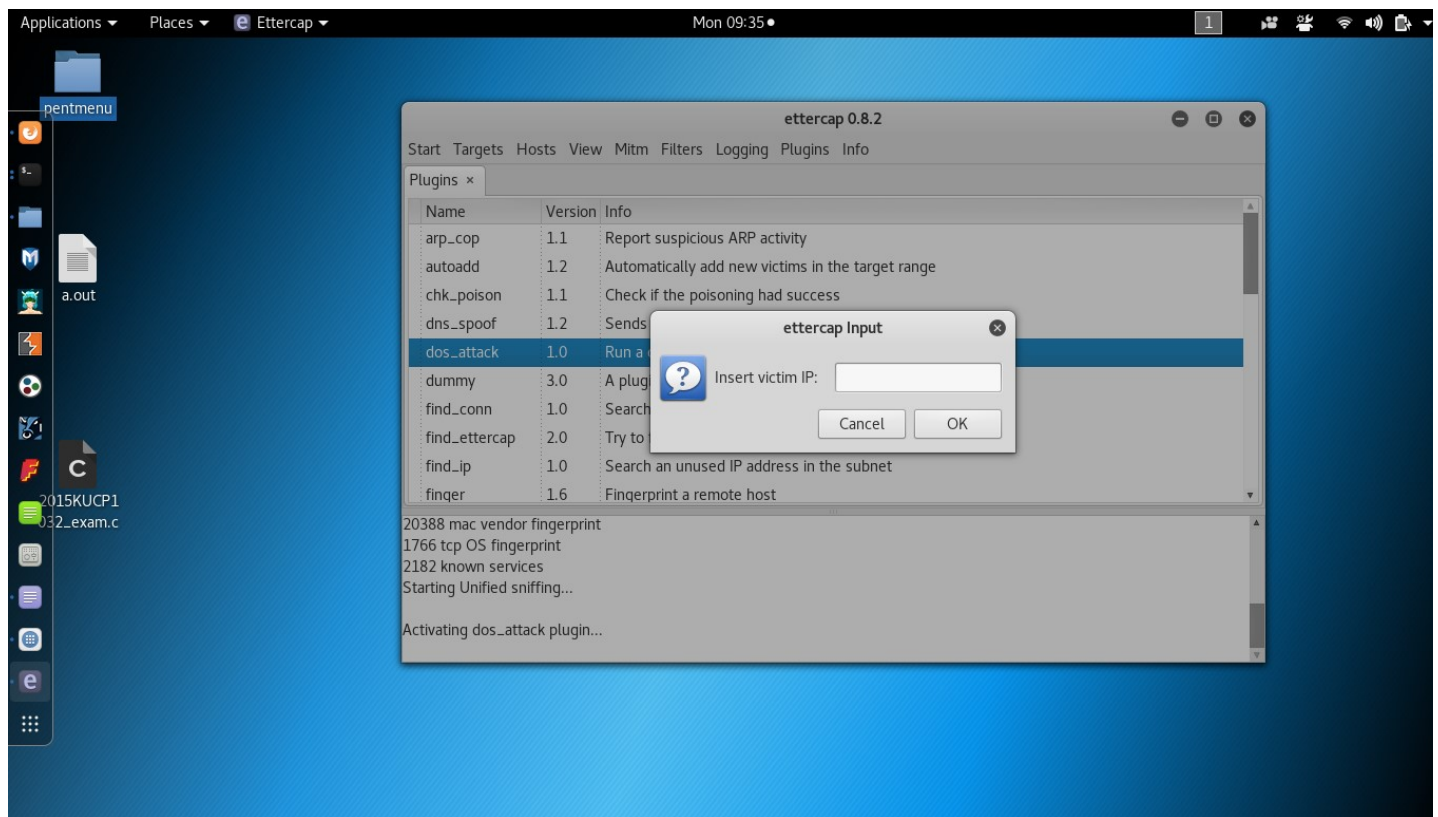 Applications Places Ettercap Mon 09:35 1
pentmenu
a.out
2015KUCP1
032_exam.c
ettercap 0.8.2
Start Targets Hosts View Mitm Filters Logging Plugins Info
Plugins ×
Name Version Info
arp_cop 1.1 Report suspicious ARP activity
autoadd 1.2 Automatically add new victims in the target range
chk_poison 1.1 Check if the poisoning had success
dns_spoof 1.2 Sends
dos_attack 1.0 Run a
dummy 3.0 A
find_conn 1.0 Search
find_ettercap 2.0 Try to
find_ip 1.0 Search an unused IP address in the subnet
finger 1.6 Fingerprint a remote host
ettercap Input
Insert victim IP:
Cancel OK
20388 mac vendor fingerprint
1766 tcp OS fingerprint
2182 known services
Starting Unified sniffing...
Activating dos_attack plugin...